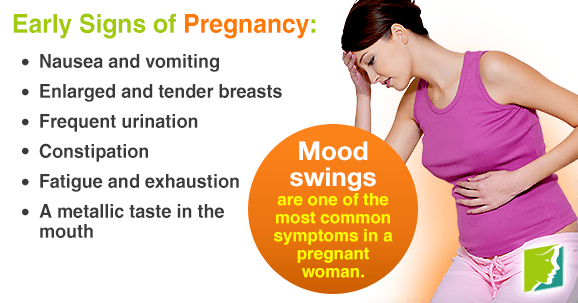 Early Signs of Pregnancy:
• Nausea and vomiting
• Enlarged and tender breasts
• Frequent urination
• Constipation
• Fatigue and exhaustion
• A metallic taste in the
mouth
Mood
swings
are one of the
most common
symptoms in a
pregnant
woman.